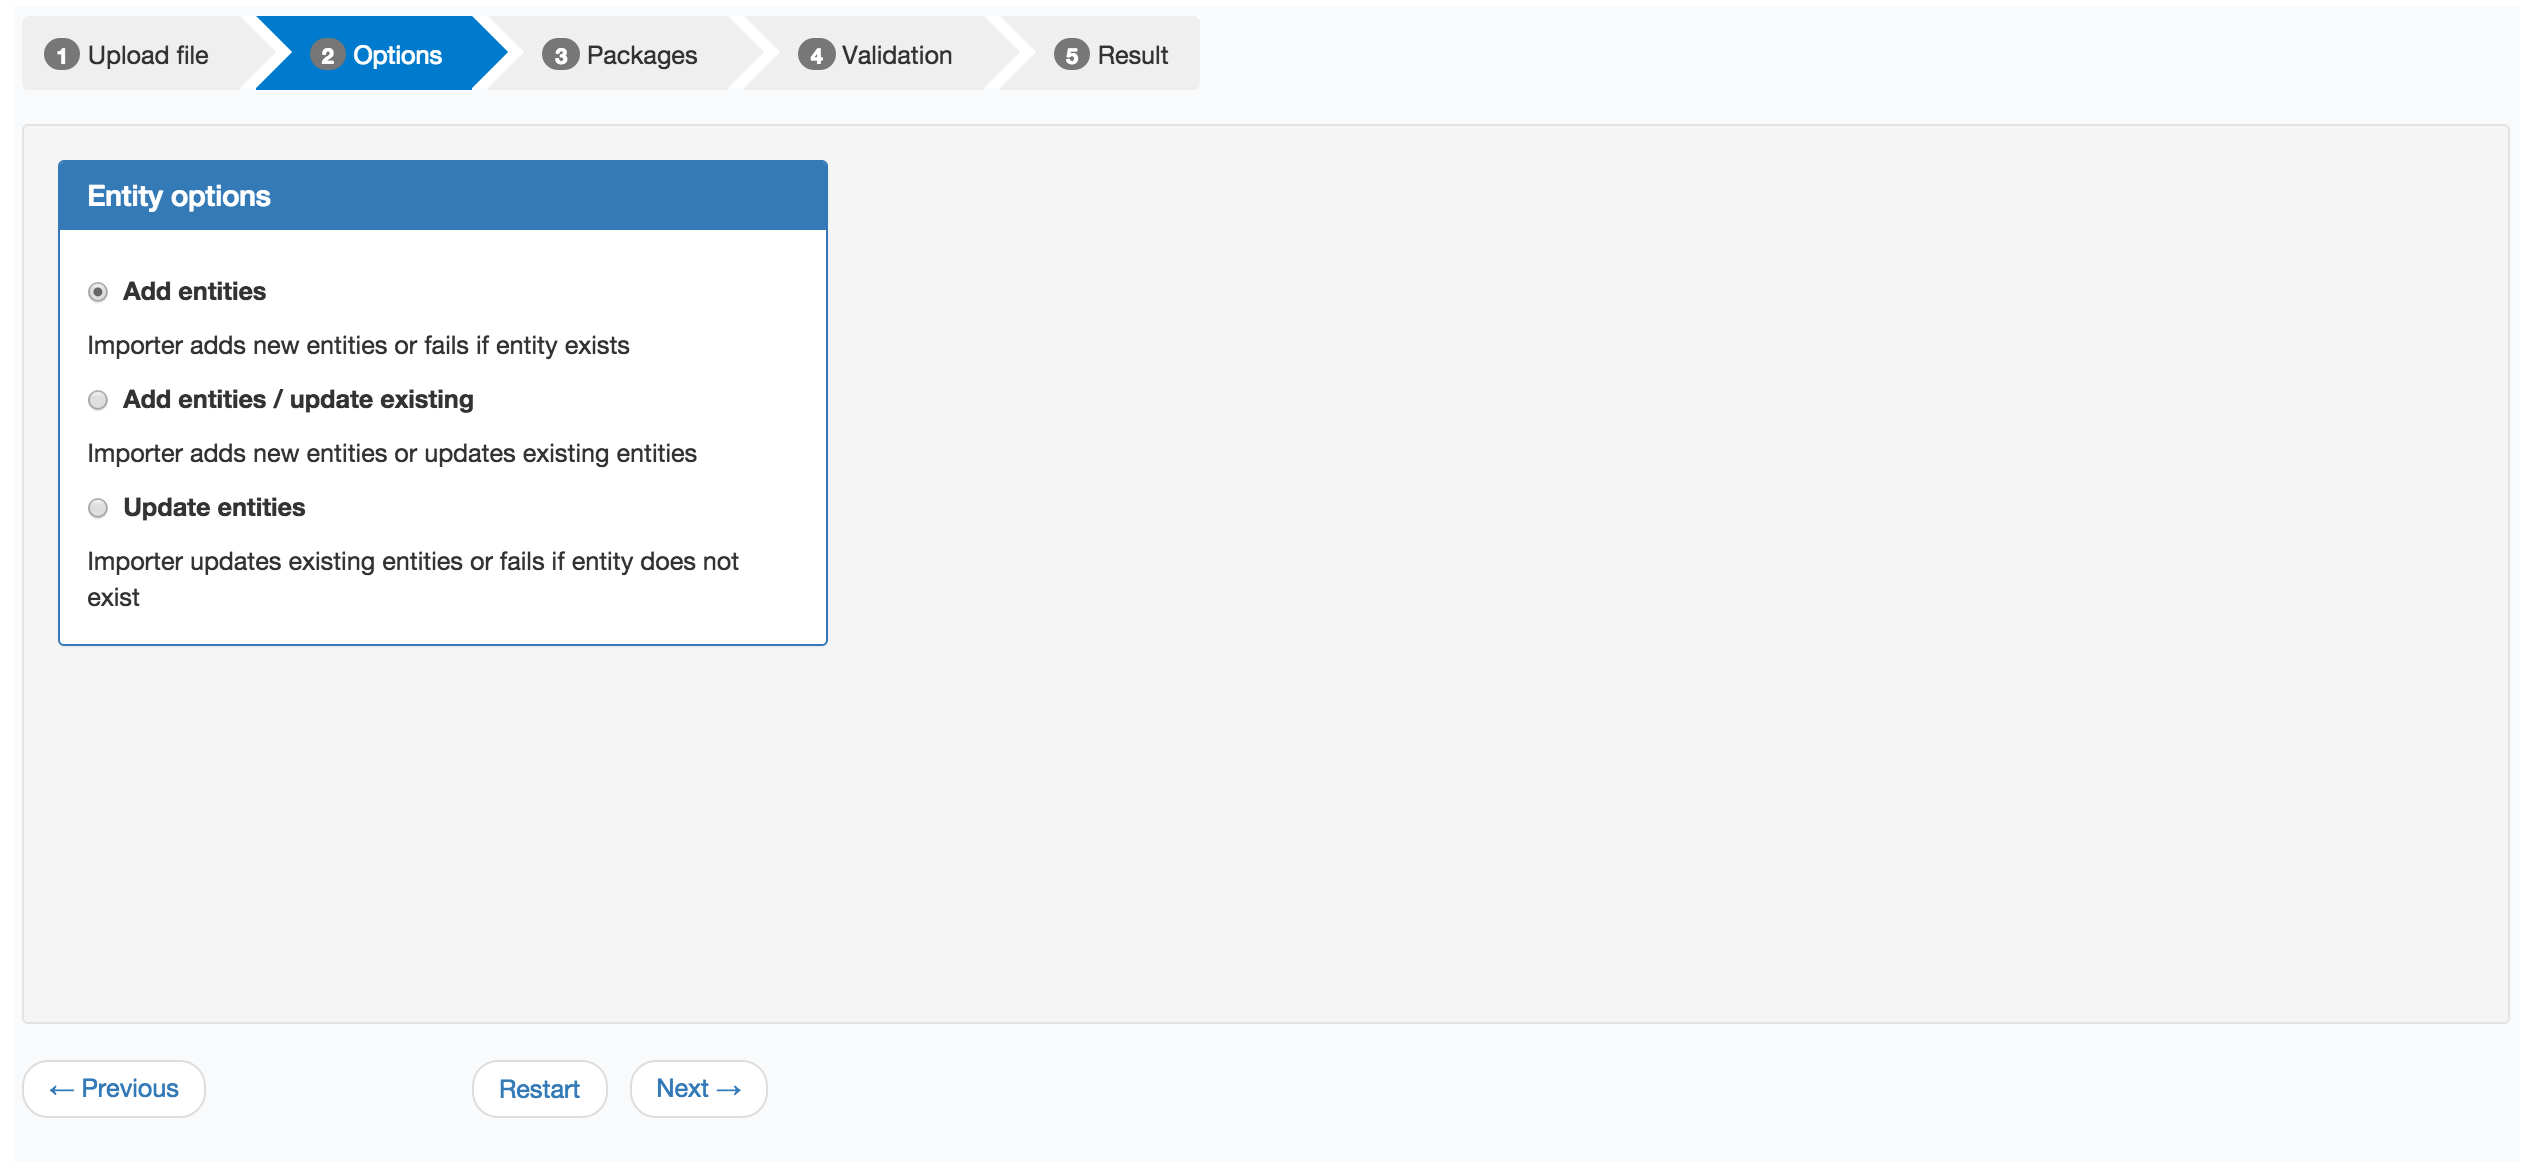 1 Upload file 2 Options 3 Packages 4 Validation 5 Result
Entity options
Add entities
Importer adds new entities or fails if entity exists
Add entities / update existing
Importer adds new entities or updates existing entities
Update entities
Importer updates existing entities or fails if entity does not
exist
← Previous Restart Next →